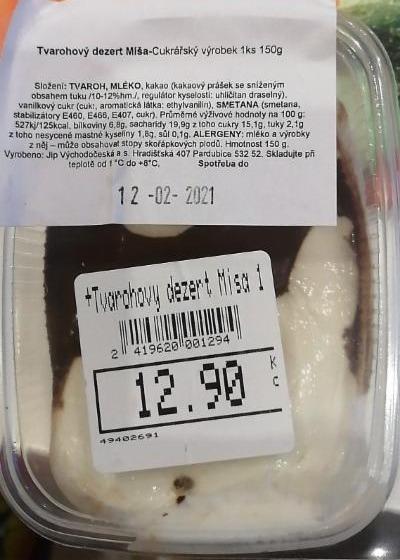 Tvarohový dezert Míša-Cukrářský výrobek 1ks 150g
Složení: TVAROH, MLÉKO, kakao (kakaový prášek se sníženým
obsahem tuku /10-12%hm./, regulátor kyselosti: uhličitan draselný),
vanilkový cukr (cukr, aromatická látka: ethylvanilin), SMETANA (smetana,
stabilizátory E460, E466, E407, cukr). Průměrné výživové hodnoty na 100 g:
527kj/125kcal, bílkoviny 6,8g, sacharidy 19,9g z toho cukry 15,1g, tuky 2,1g
z toho nesycené mastné kyseliny 1,8g, sůl 0,1g. ALERGENY: mléko a výrobky
z něj – může obsahovat stopy skořápkových plodů. Hmotnost 150 g.
Vyrobeno: Jip Východočeská a.s. Hradišťská 407 Pardubice 532 52. Skladujte při
teplotě od 1°C do +8°C. Spotřeba do
12 -02- 2021
+Tvarohovy dezert Misa 1
2 419620 001294
12.90
Kc
49402691